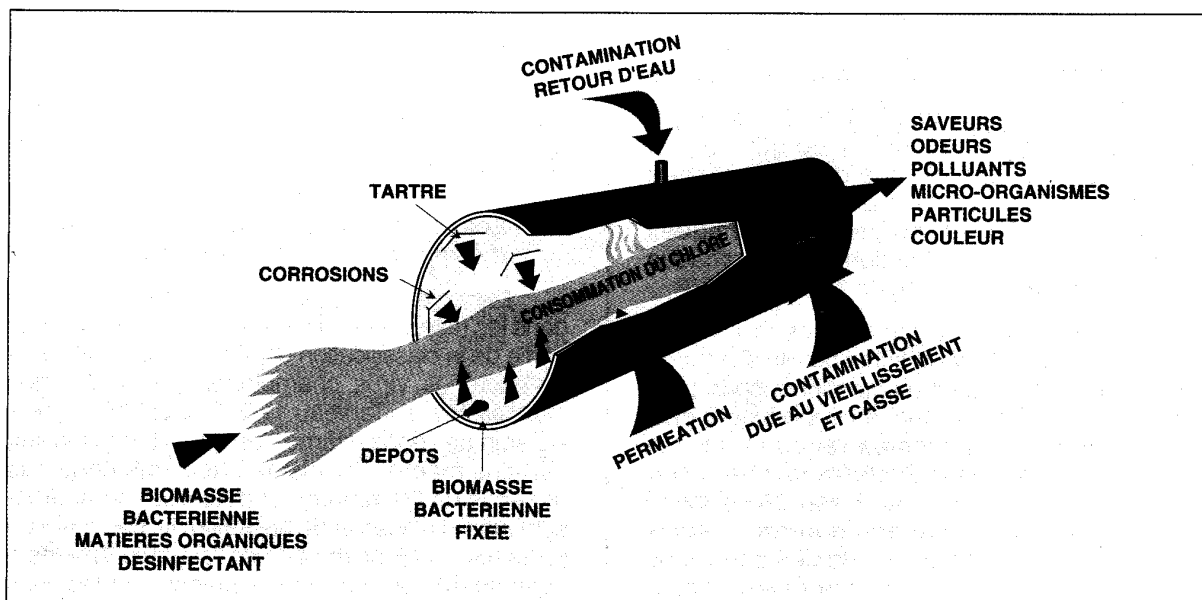 CONTAMINATION
RETOUR D'EAU
SAVEURS
ODEURS
POLLUANTS
MICRO-ORGANISMES
PARTICULES
COULEUR
TARTRE
CORROSIONS
CONSOMMATION DU CHLORE
CONTAMINATION
DUE AU VIEILLISSEMENT
ET CASSE
PERMEATION
DEPOTS
BIOMASSE
BACTERIENNE
FIXEE
BIOMASSE
BACTERIENNE
MATIERES ORGANIQUES
DESINFECTANT